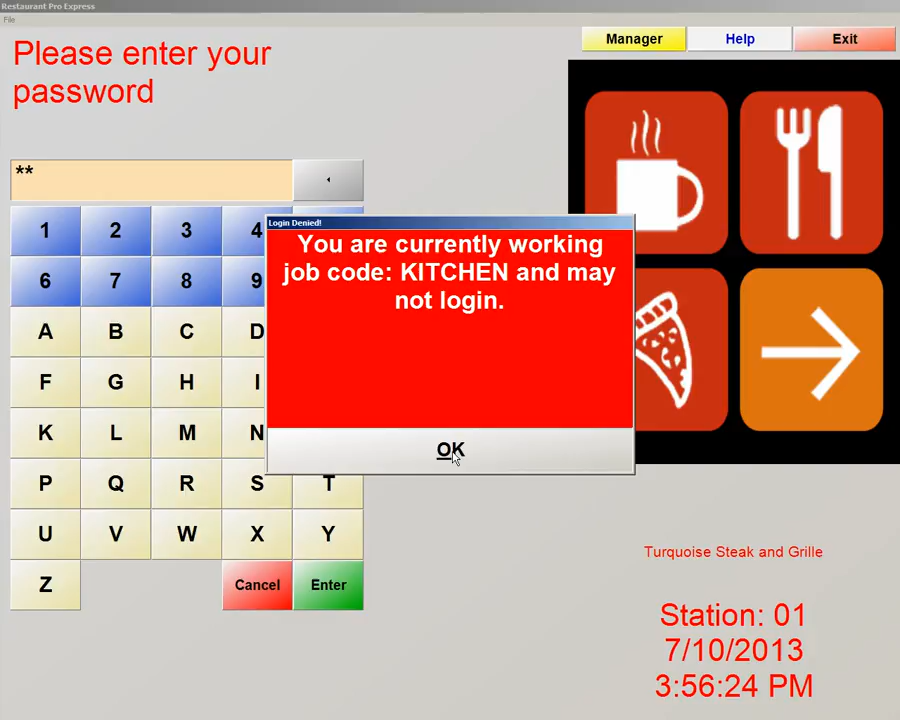 Restaurant Pro Express
File
Please enter your
password
Manager
Help
Exit
**
1 2 3 4
6 7 8 9
A B C D
F G H I
K L M N
P Q R S T
U V W X Y
Z Cancel Enter
Login Denied!
You are currently working
job code: KITCHEN and may
not login.
OK
Turquoise Steak and Grille
Station: 01
7/10/2013
3:56:24 PM